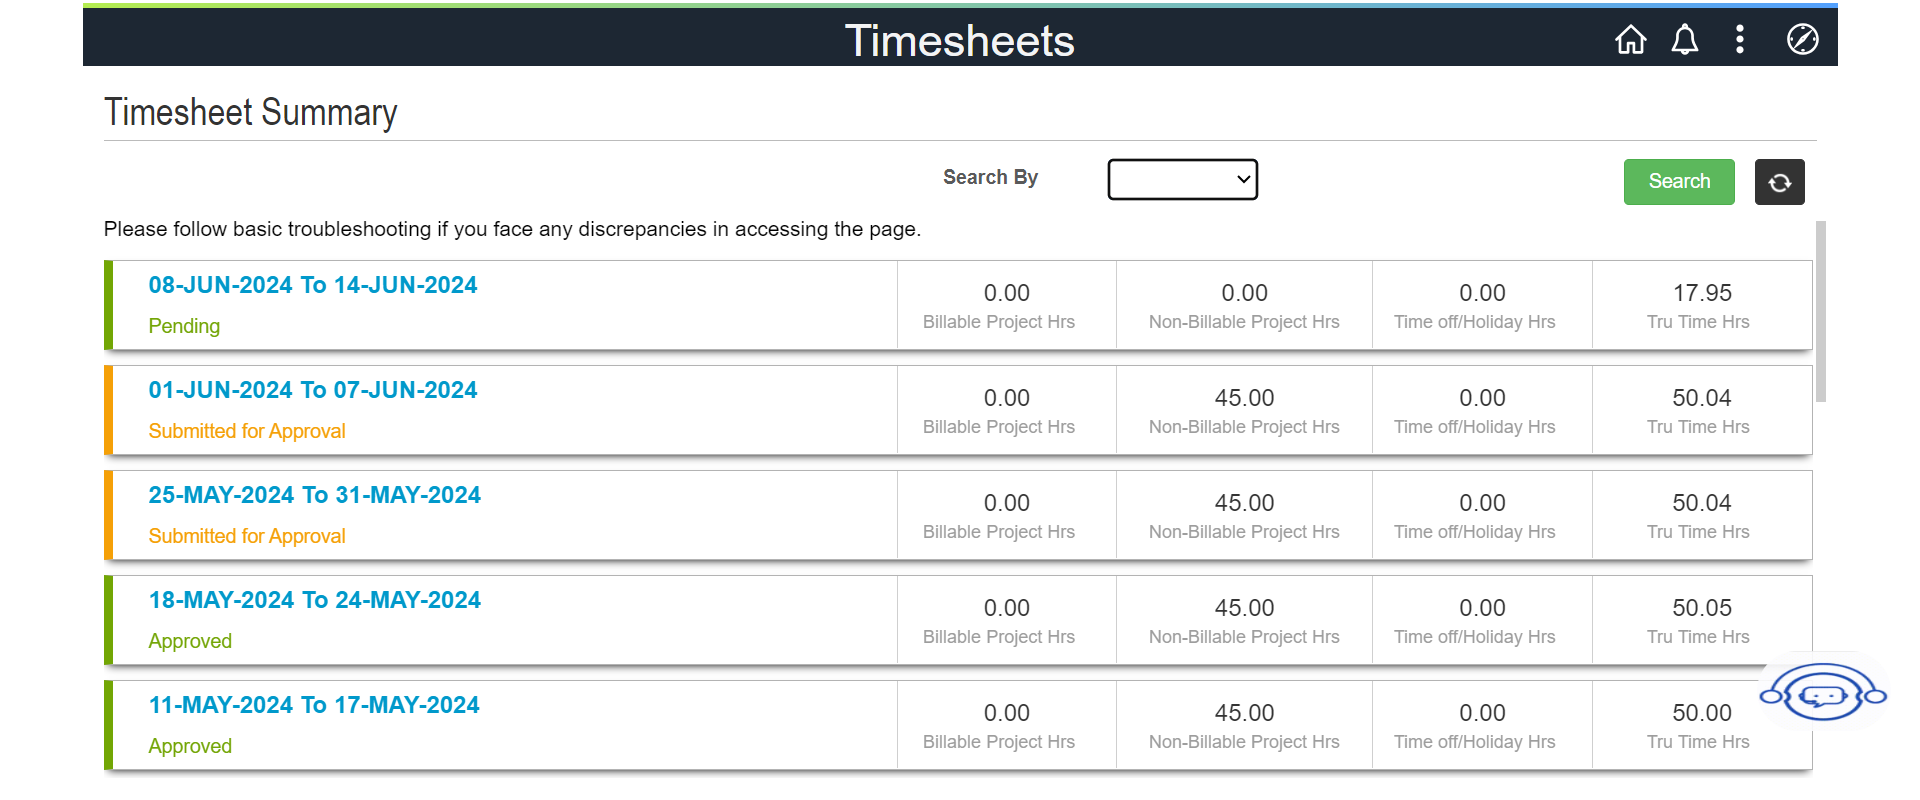 Timesheets
Timesheet Summary
Search By
Search
Please follow basic troubleshooting if you face any discrepancies in accessing the page.
08-JUN-2024 To 14-JUN-2024
Pending
0.00
Billable Project Hrs
0.00
Non-Billable Project Hrs
0.00
Time off/Holiday Hrs
17.95
Tru Time Hrs
01-JUN-2024 To 07-JUN-2024
Submitted for Approval
0.00
Billable Project Hrs
45.00
Non-Billable Project Hrs
0.00
Time off/Holiday Hrs
50.04
Tru Time Hrs
25-MAY-2024 To 31-MAY-2024
Submitted for Approval
0.00
Billable Project Hrs
45.00
Non-Billable Project Hrs
0.00
Time off/Holiday Hrs
50.04
Tru Time Hrs
18-MAY-2024 To 24-MAY-2024
Approved
0.00
Billable Project Hrs
45.00
Non-Billable Project Hrs
0.00
Time off/Holiday Hrs
50.05
Tru Time Hrs
11-MAY-2024 To 17-MAY-2024
Approved
0.00
Billable Project Hrs
45.00
Non-Billable Project Hrs
0.00
Time off/Holiday Hrs
50.00
Tru Time Hrs